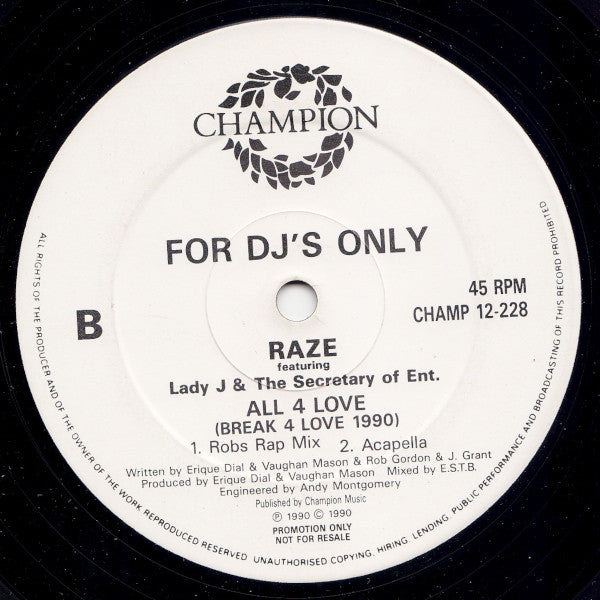 CHAMPION
FOR DJ'S ONLY
B
45 RPM
CHAMP 12-228
RAZE
featuring
Lady J & The Secretary of Ent.
ALL 4 LOVE
(BREAK 4 LOVE 1990)
1. Robs Rap Mix 2. Acapella
Written by Erique Dial & Vaughan Mason & Rob Gordon & J. Grant
Produced by Erique Dial & Vaughan Mason Mixed by E.S.T.B.
Engineered by Andy Montgomery
Published by Champion Music
℗ 1990 © 1990
PROMOTION ONLY
NOT FOR RESALE
ALL RIGHTS OF THE PRODUCER AND OF THE OWNER OF THE WORK REPRODUCED RESERVED UNAUTHORISED COPYING, HIRING, LENDING, PUBLIC PERFORMANCE AND BROADCASTING OF THIS RECORD PROHIBITED